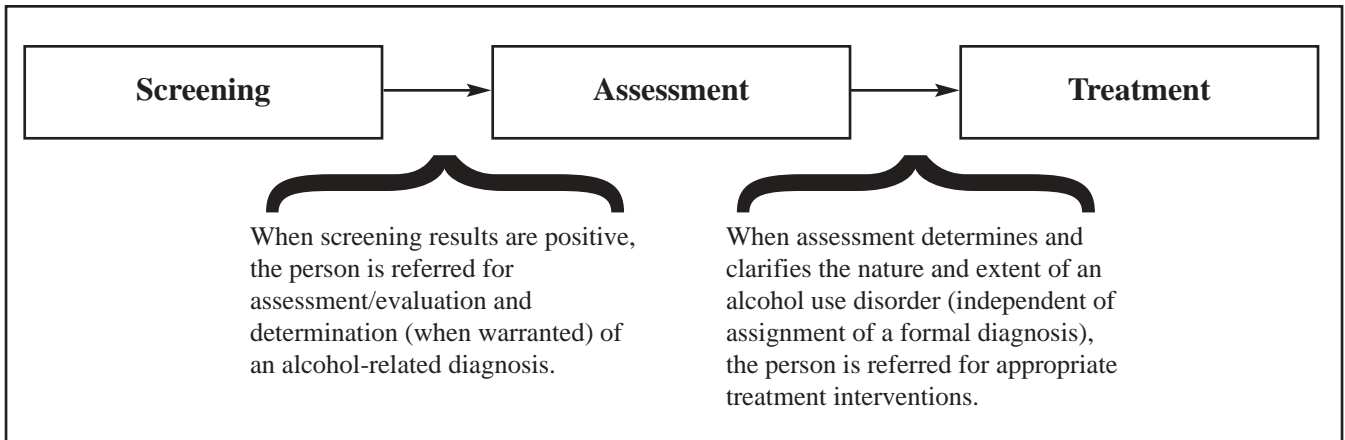 Screening
Assessment
Treatment
When screening results are positive,
the person is referred for
assessment/evaluation and
determination (when warranted) of
an alcohol-related diagnosis.
When assessment determines and
clarifies the nature and extent of an
alcohol use disorder (independent of
assignment of a formal diagnosis),
the person is referred for appropriate
treatment interventions.